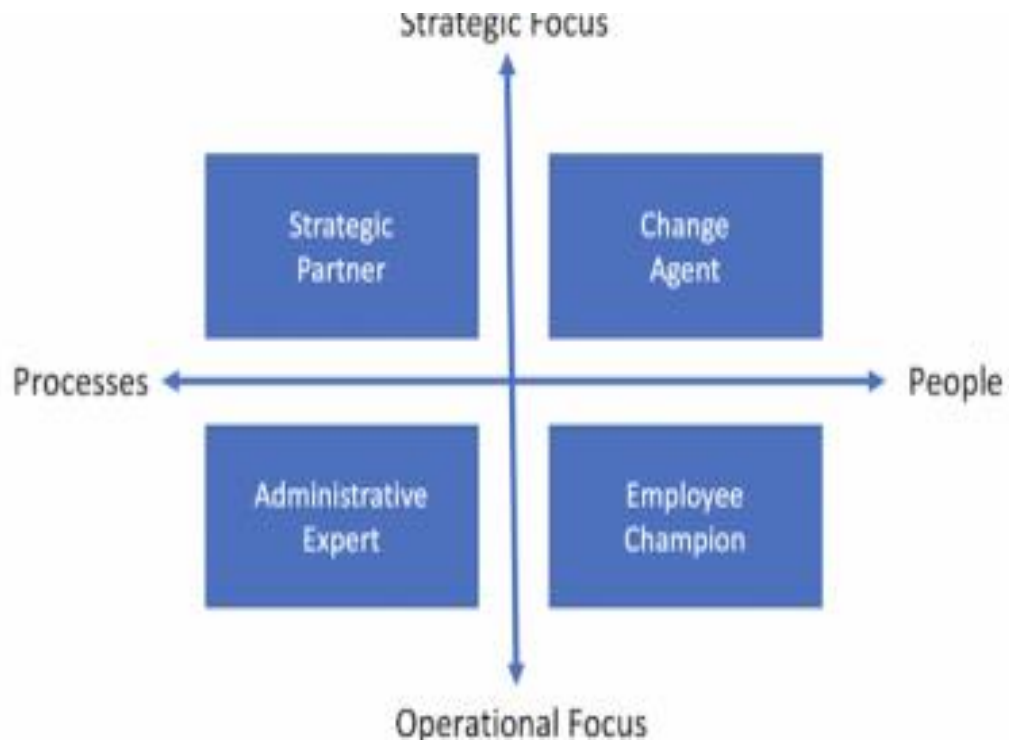 Strategic Focus
Strategic
Partner
Change
Agent
Processes
People
Administrative
Expert
Employee
Champion
Operational Focus